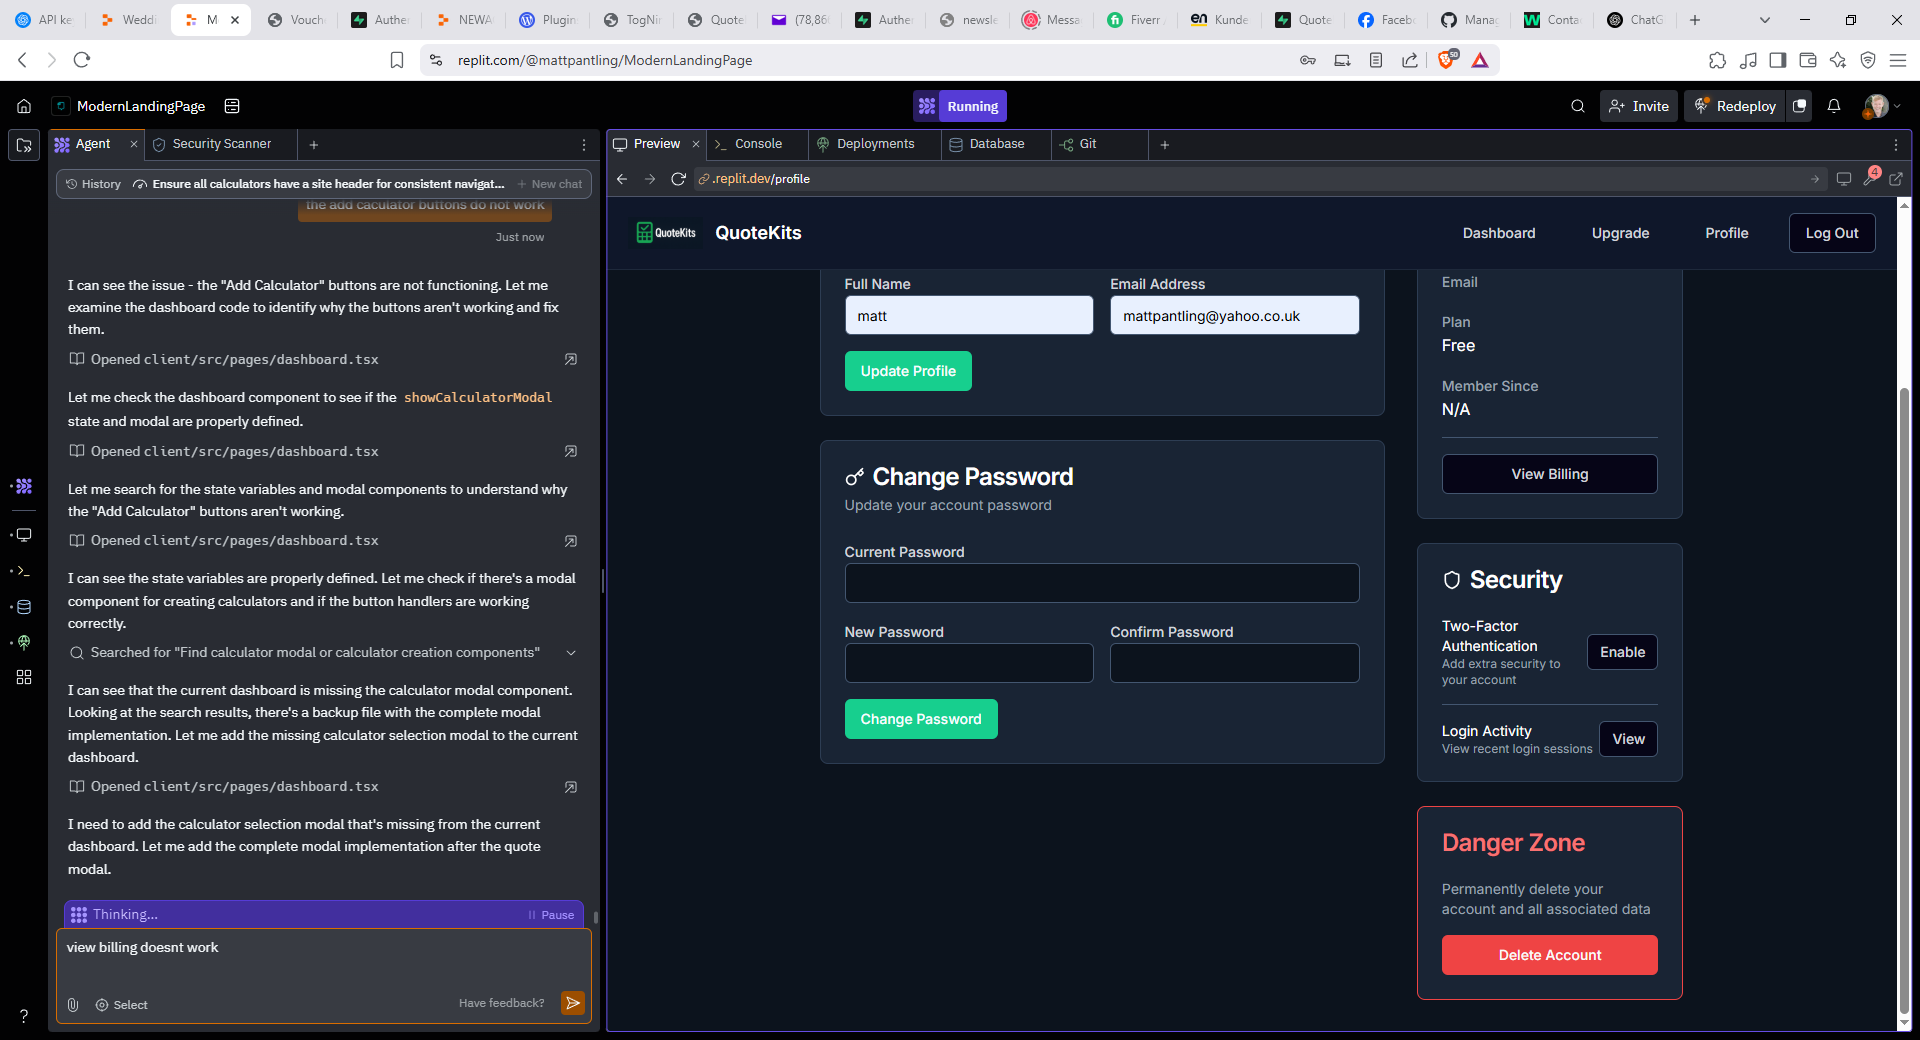 API ke
Weddi
M
Vouch
Auther
NEWA
Plugin
TogNin
Quotel
(78,86
Auther
newsle
Messa
Fiverr
Kunde
Quote
Facebo
Manag
Conta
ChatG
replit.com/@mattpantling/ModernLandingPage
ModernLandingPage
Running
Invite
Redeploy
Agent
Security Scanner
History
Ensure all calculators have a site header for consistent navigat...
New chat
the add caculator buttons do not work
Just now
I can see the issue - the "Add Calculator" buttons are not functioning. Let me
examine the dashboard code to identify why the buttons aren't working and fix
them.
Opened client/src/pages/dashboard.tsx
Let me check the dashboard component to see if the showCalculatorModal
state and modal are properly defined.
Opened client/src/pages/dashboard.tsx
Let me search for the state variables and modal components to understand why
the "Add Calculator" buttons aren't working.
Opened client/src/pages/dashboard.tsx
I can see the state variables are properly defined. Let me check if there's a modal
component for creating calculators and if the button handlers are working
correctly.
Searched for "Find calculator modal or calculator creation components"
I can see that the current dashboard is missing the calculator modal component.
Looking at the search results, there's a backup file with the complete modal
implementation. Let me add the missing calculator selection modal to the current
dashboard.
Opened client/src/pages/dashboard.tsx
I need to add the calculator selection modal that's missing from the current
dashboard. Let me add the complete modal implementation after the quote
modal.
Thinking...
Pause
view billing doesnt work
Select
Have feedback?
?
Preview
Console
Deployments
Database
Git
.replit.dev/profile
4
QuoteKits
QuoteKits
Dashboard
Upgrade
Profile
Log Out
Full Name
matt
Email Address
mattpantling@yahoo.co.uk
Update Profile
Change Password
Update your account password
Current Password
New Password
Confirm Password
Change Password
Email
Plan
Free
Member Since
N/A
View Billing
Security
Two-Factor
Authentication
Add extra security to
your account
Enable
Login Activity
View recent login sessions
View
Danger Zone
Permanently delete your
account and all associated data
Delete Account